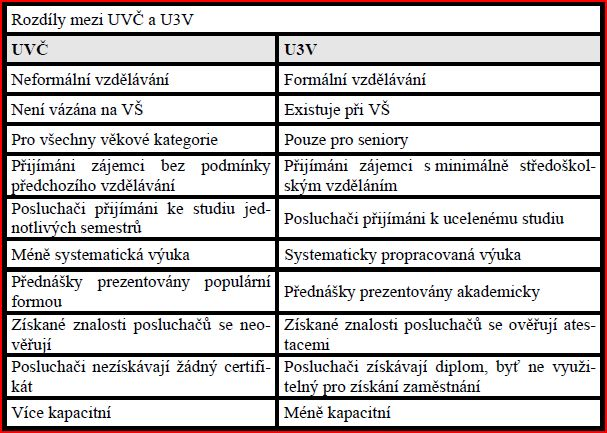 Rozdíly mezi UVČ a U3V
UVČ
U3V
Neformální vzdělávání
Formální vzdělávání
Není vázána na VŠ
Existuje při VŠ
Pro všechny věkové kategorie
Pouze pro seniory
Přijímáni zájemci bez podmínky
předchozího vzdělávání
Přijímáni zájemci s minimálně středoškol-
ským vzděláním
Posluchači přijímáni ke studiu jed-
notlivých semestrů
Posluchači přijímáni k ucelenému studiu
Méně systematická výuka
Systematicky propracovaná výuka
Přednášky prezentovány populární
formou
Přednášky prezentovány akademicky
Získané znalosti posluchačů se neo-
věřují
Získané znalosti posluchačů se ověřují ates-
tacemi
Posluchači nezískávají žádný certifi-
kát
Posluchači získávají diplom, byť ne využi-
telný pro získání zaměstnání
Více kapacitní
Méně kapacitní